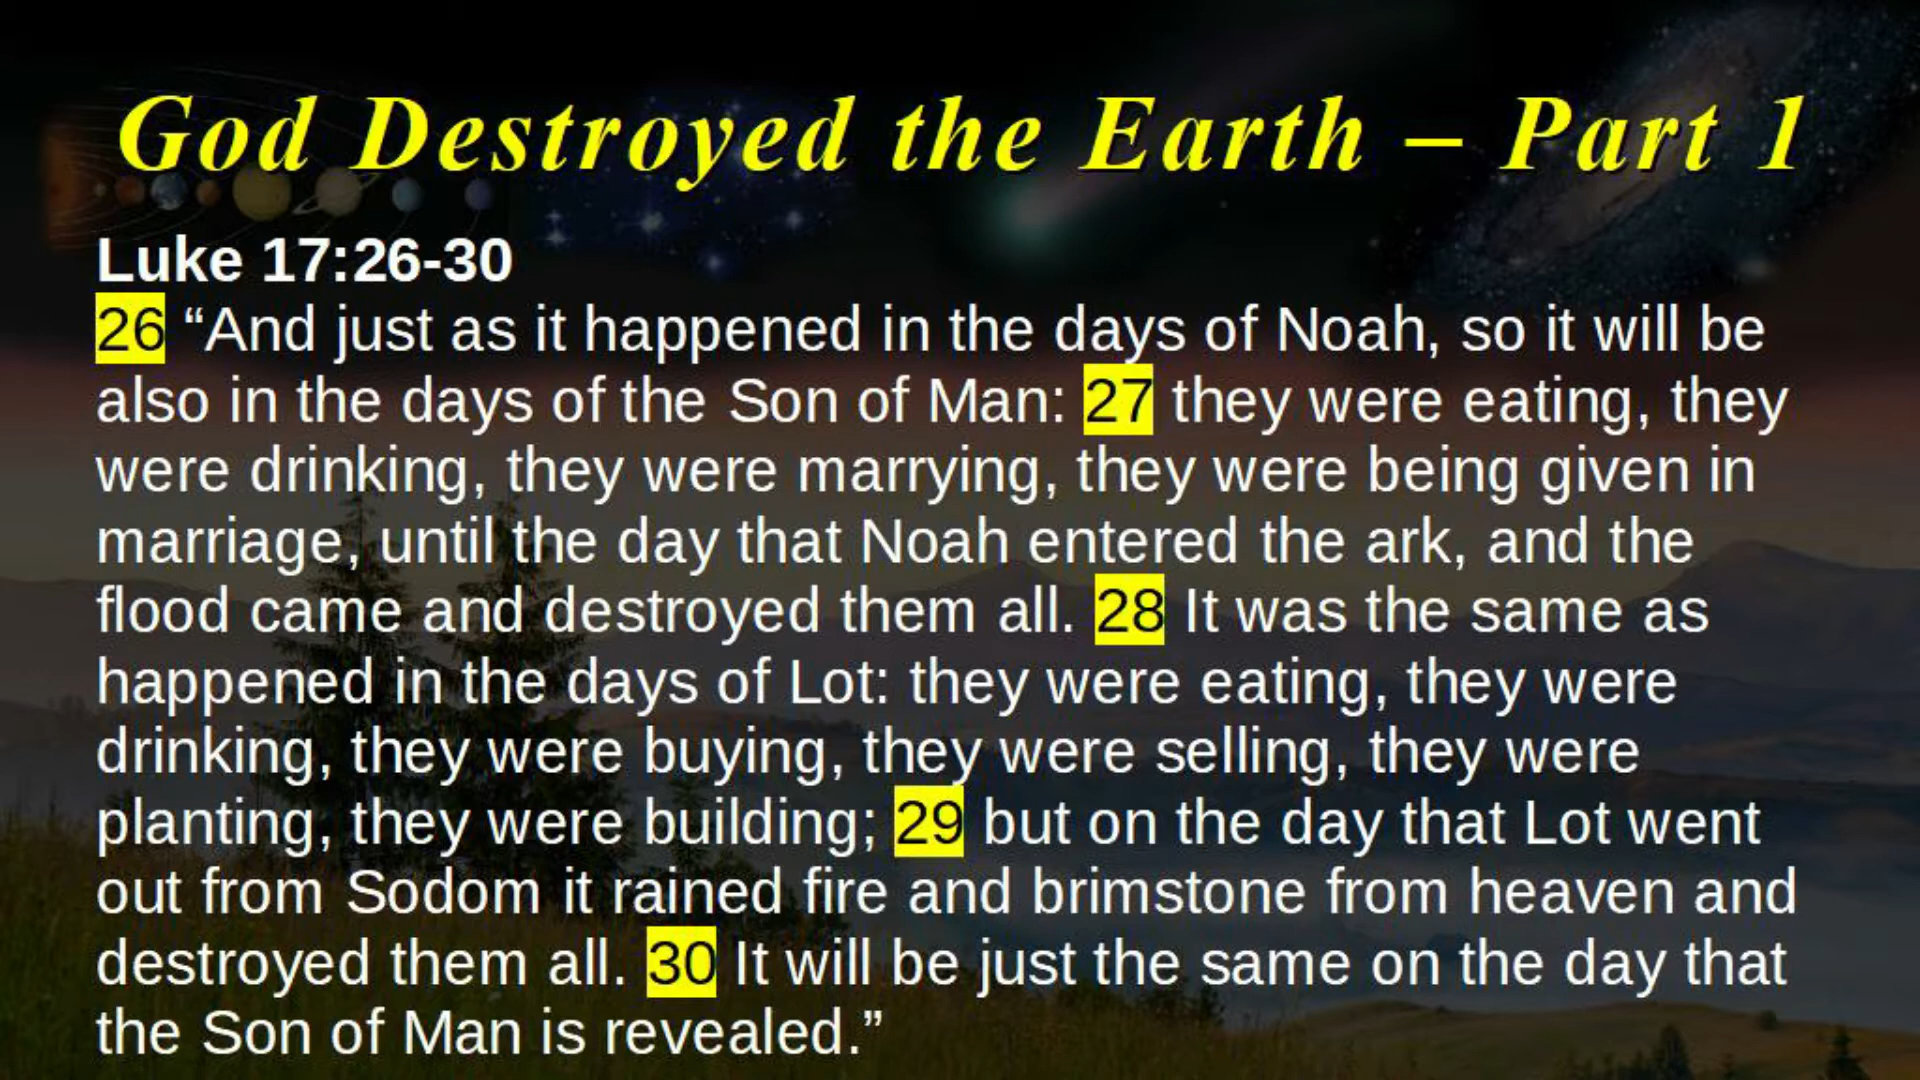 God Destroyed the Earth – Part 1
Luke 17:26-30
26 “And just as it happened in the days of Noah, so it will be
also in the days of the Son of Man: 27 they were eating, they
were drinking, they were marrying, they were being given in
marriage, until the day that Noah entered the ark, and the
flood came and destroyed them all. 28 It was the same as
happened in the days of Lot: they were eating, they were
drinking, they were buying, they were selling, they were
planting, they were building; 29 but on the day that Lot went
out from Sodom it rained fire and brimstone from heaven and
destroyed them all. 30 It will be just the same on the day that
the Son of Man is revealed.”